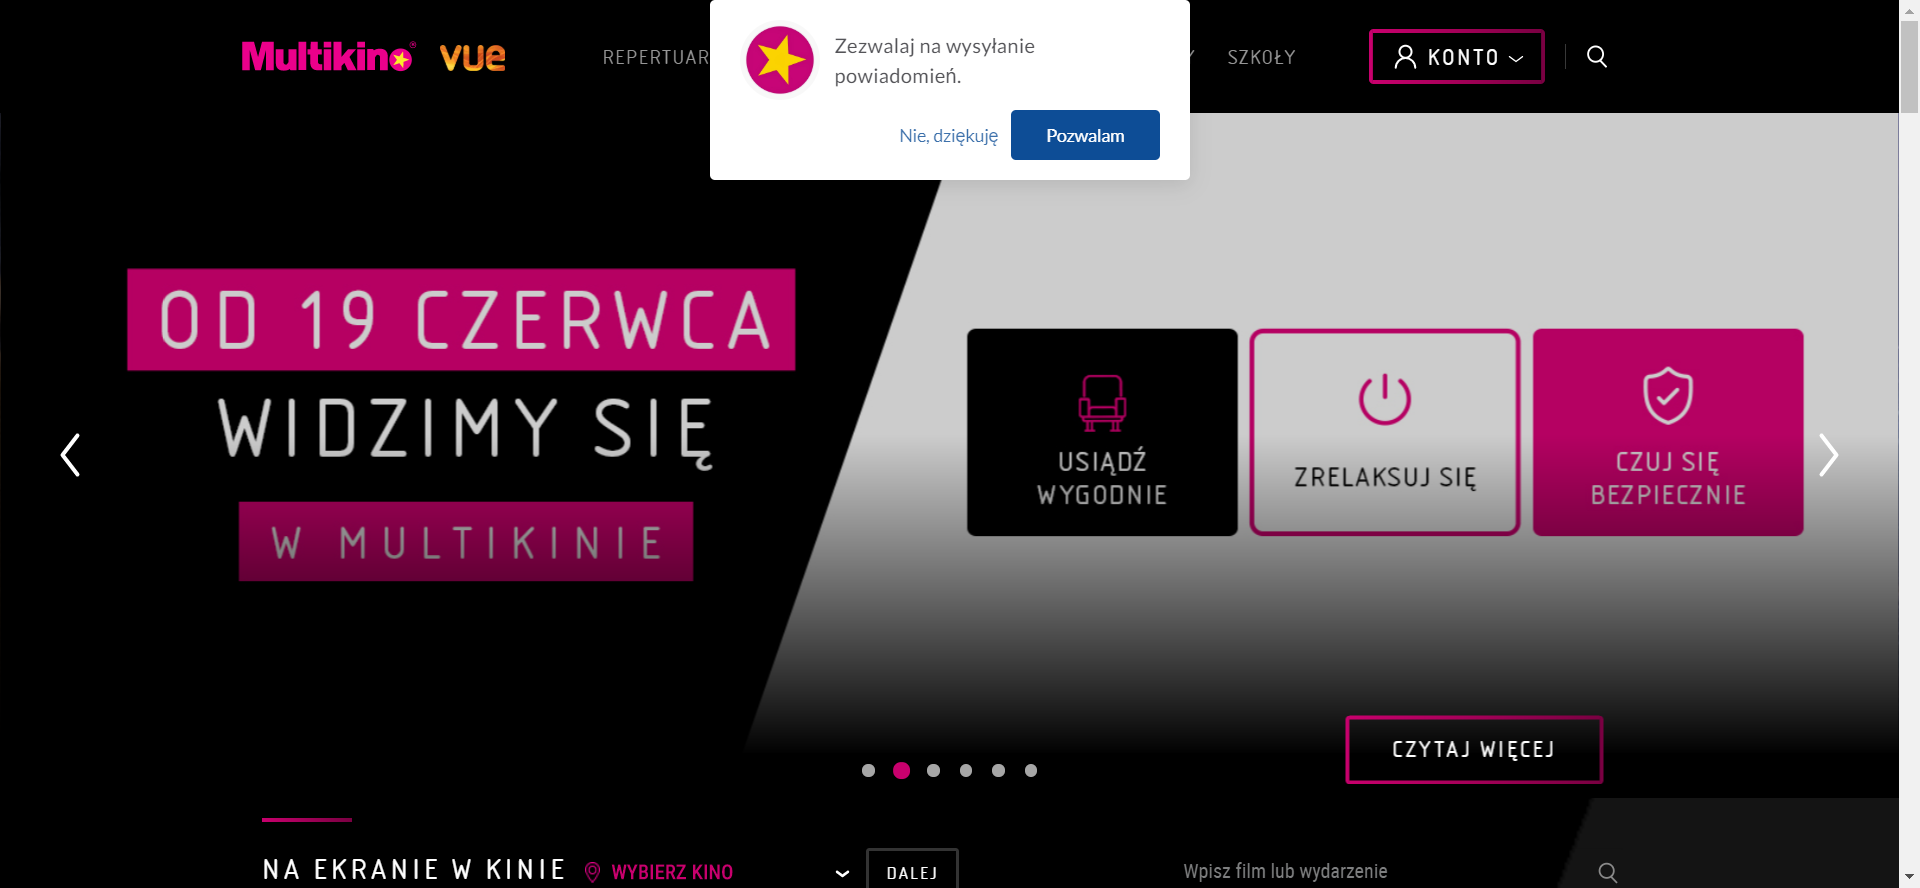 Multikino
VUE
REPERTUAR
SZKOŁY
KONTO
Zezwalaj na wysyłanie
powiadomień.
Nie, dziękuję
Pozwalam
OD 19 CZERWCA
WIDZIMY SIĘ
W MULTIKINIE
USIĄDŹ
WYGODNIE
ZRELAKSUJ SIĘ
CZUJ SIĘ
BEZPIECZNIE
CZYTAJ WIĘCEJ
NA EKRANIE W KINIE
WYBIERZ KINO
DALEJ
Wpisz film lub wydarzenie